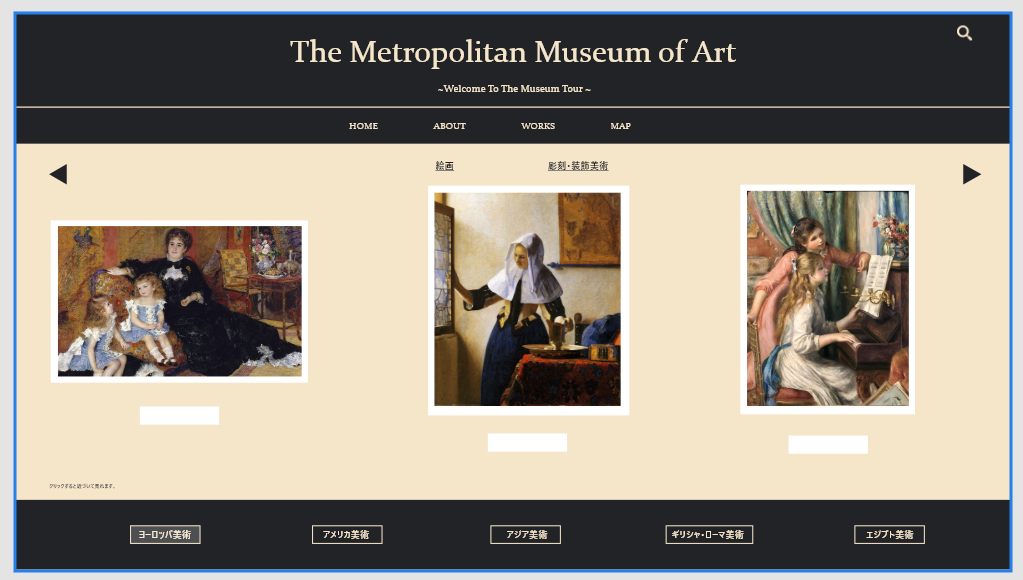 The Metropolitan Museum of Art
~Welcome To The Museum Tour ~
HOME ABOUT WORKS MAP
絵画 彫刻・装飾美術
クリックすると近づいて見れます。
ヨーロッパ美術 アメリカ美術 アジア美術 ギリシャ・ローマ美術 エジプト美術